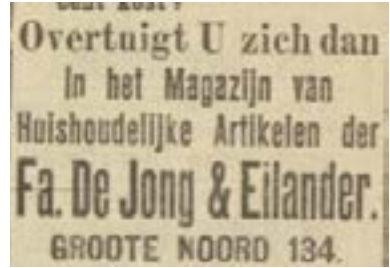 Overtuigt U zich dan
in het Magazijn van
Huishoudelijke Artikelen der
Fa. De Jong & Eilander.
GROOTE NOORD 134.